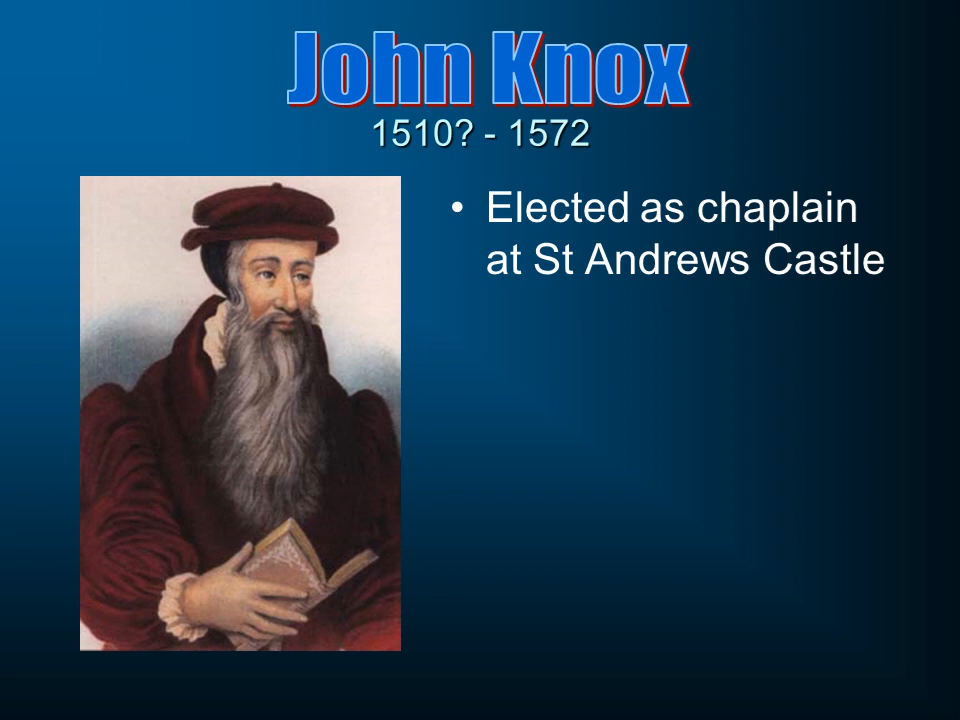 John Knox
1510? - 1572
• Elected as chaplain
at St Andrews Castle